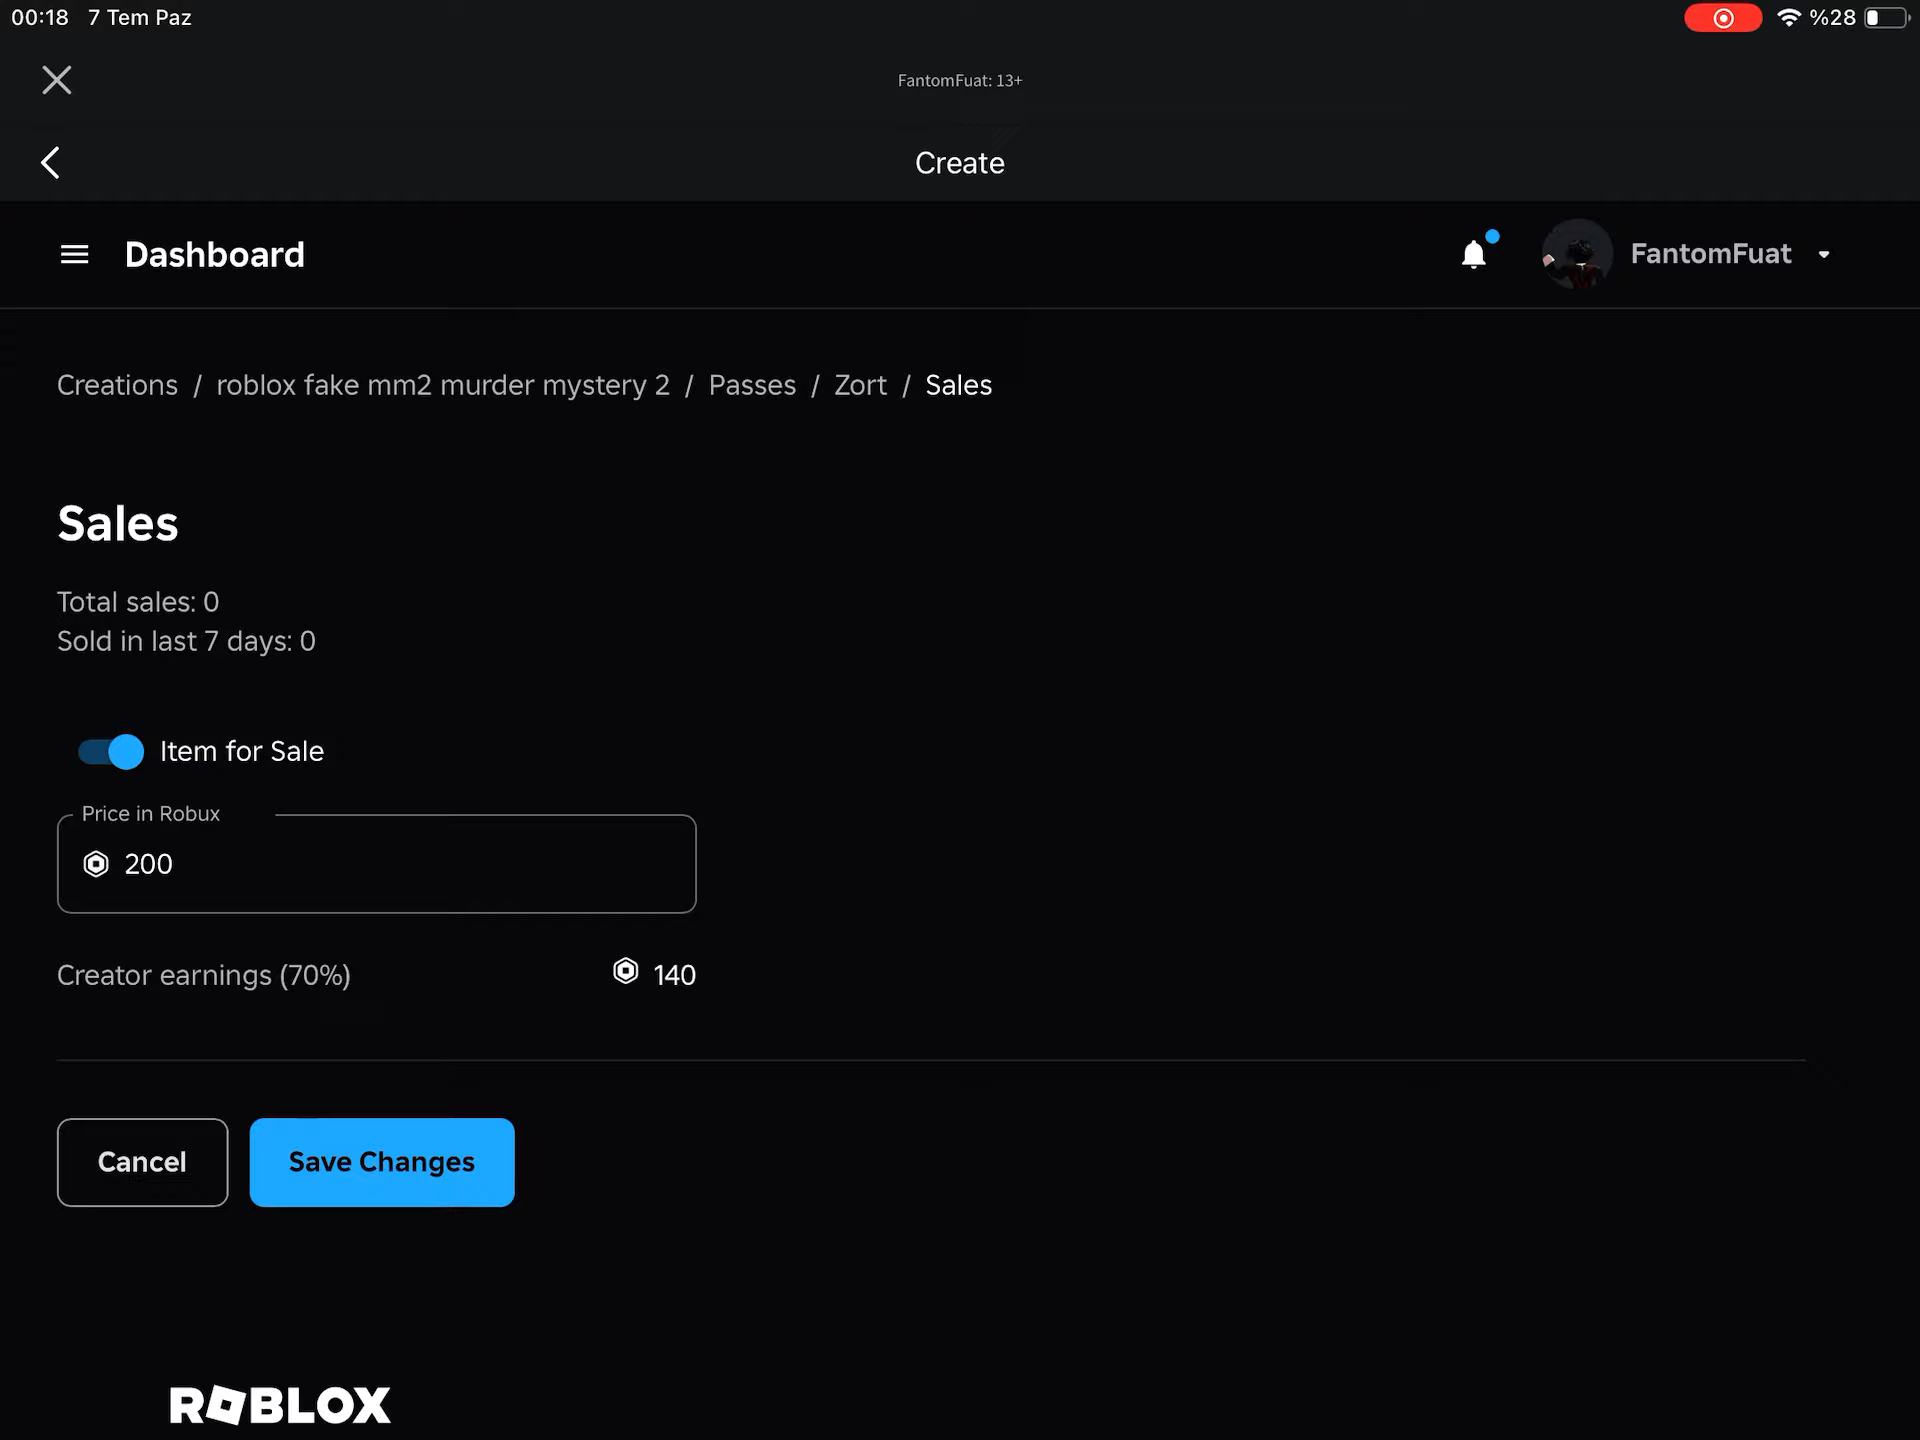 00:18 7 Tem Paz %28
FantomFuat: 13+
Create
Dashboard FantomFuat
Creations / roblox fake mm2 murder mystery 2 / Passes / Zort / Sales
Sales
Total sales: 0
Sold in last 7 days: 0
Item for Sale
Price in Robux
200
Creator earnings (70%) 140
Cancel Save Changes
ROBLOX